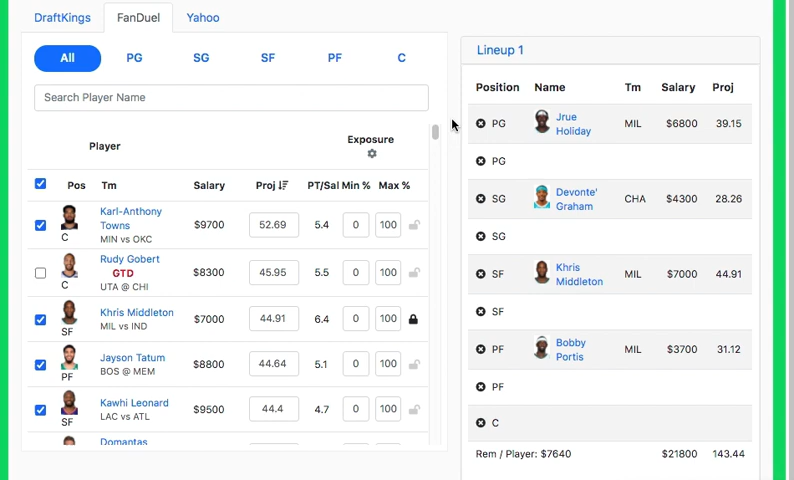 DraftKings FanDuel Yahoo
All PG SG SF PF C
Search Player Name
Player Exposure
Pos Tm Salary Proj PT/Sal Min % Max %
Karl-Anthony
Towns
MIN vs OKC
C
$9700 52.69 5.4 0 100
Rudy Gobert
GTD
UTA @ CHI
C
$8300 45.95 5.5 0 100
Khris Middleton
MIL vs IND
SF
$7000 44.91 6.4 0 100
Jayson Tatum
BOS @ MEM
PF
$8800 44.64 5.1 0 100
Kawhi Leonard
LAC vs ATL
SF
$9500 44.4 4.7 0 100
Domantas
Lineup 1
Position Name Tm Salary Proj
PG Jrue
Holiday MIL $6800 39.15
PG
SG Devonte'
Graham CHA $4300 28.26
SG
SF Khris
Middleton MIL $7000 44.91
SF
PF Bobby
Portis MIL $3700 31.12
PF
C
Rem / Player: $7640 $21800 143.44